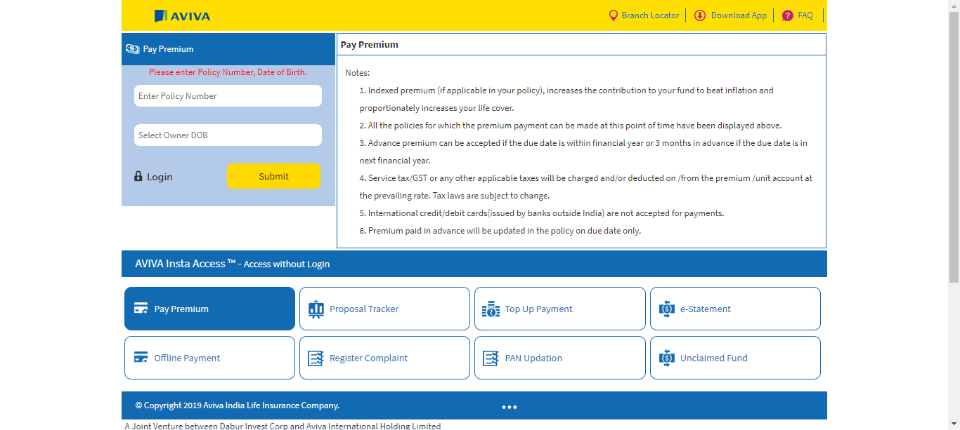 AVIVA
Branch Locator
Download App
FAQ
Pay Premium
Please enter Policy Number, Date of Birth.
Enter Policy Number
Select Owner DOB
Login
Submit
Pay Premium
Notes:
1. Indexed premium (if applicable in your policy), increases the contribution to your fund to beat inflation and
proportionately increases your life cover.
2. All the policies for which the premium payment can be made at this point of time have been displayed above.
3. Advance premium can be accepted if the due date is within financial year or 3 months in advance if the due date is in
next financial year.
4. Service tax/GST or any other applicable taxes will be charged and/or deducted on /from the premium /unit account at
the prevailing rate. Tax laws are subject to change.
5. International credit/debit cards(issued by banks outside India) are not accepted for payments.
6. Premium paid in advance will be updated in the policy on due date only.
AVIVA Insta Access ™ - Access without Login
Pay Premium
Proposal Tracker
Top Up Payment
e-Statement
Offline Payment
Register Complaint
PAN Updation
Unclaimed Fund
© Copyright 2019 Aviva India Life Insurance Company.
A Joint Venture between Dabur Invest Corp and Aviva International Holding Limited